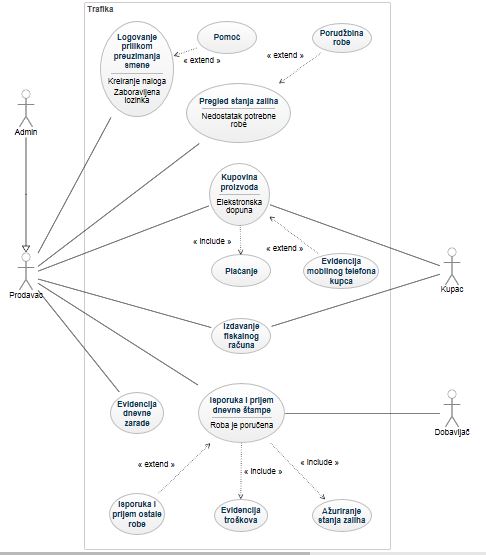 Trafika
Logovanje
prilikom
preuzimanja
smene
Kreiranje naloga
Zaboravljena
lozinka
Pomoć
« extend »
Porudžbina
robe
« extend »
Pregled stanja zaliha
Nedostatak potrebne
robe
Admin
Kupovina
proizvoda
Elekstronska
dopuna
« Include »
« extend »
Plaćanje
Evidencija
mobilnog telefona
kupca
Prodavac
Kupac
Izdavanje
fiskalnog
računa
Evidencija
dnevne
zarade
Isporuka i prijem
dnevne štampe
Roba je poručena
Dobavljač
« extend »
« Include »
« Include »
Isporuka i
prijem ostale
robe
Evidencija
troškova
Ažuriranje
stanja zaliha